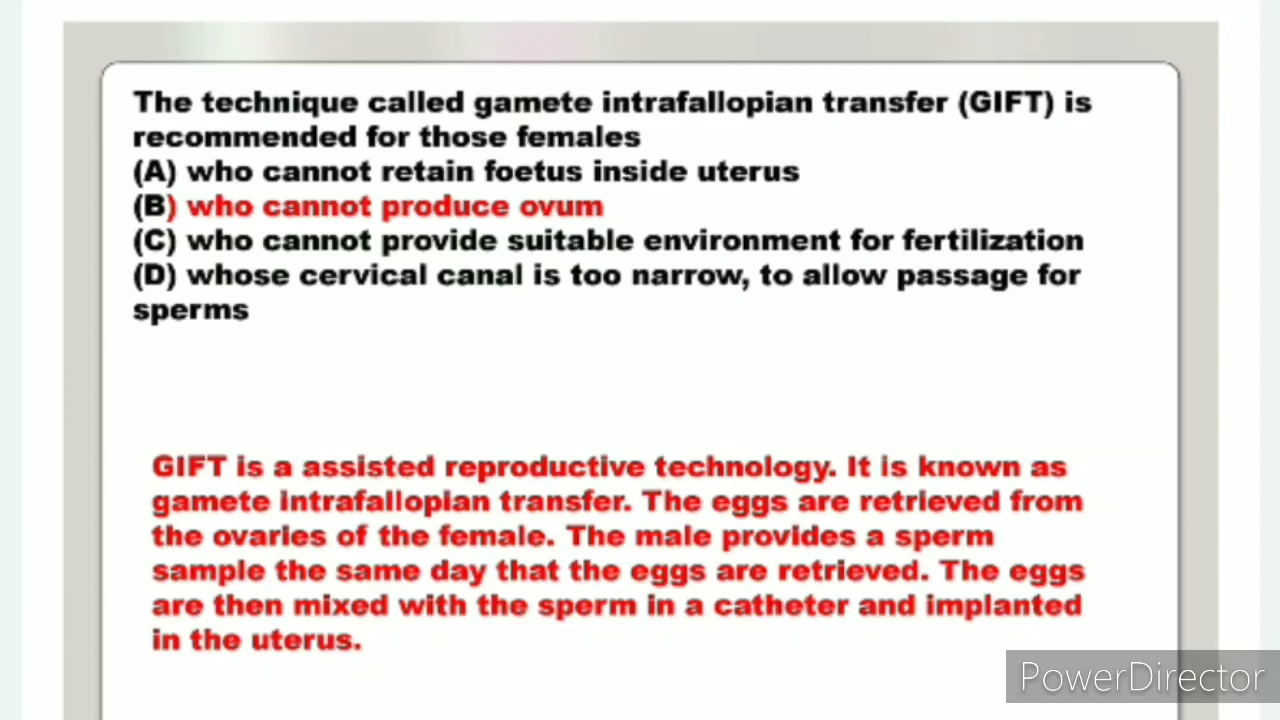 The technique called gamete intrafallopian transfer (GIFT) is
recommended for those females
(A) who cannot retain foetus inside uterus
(B) who cannot produce ovum
(C) who cannot provide suitable environment for fertilization
(D) whose cervical canal is too narrow, to allow passage for
sperms
GIFT is a assisted reproductive technology. It is known as
gamete intrafallopian transfer. The eggs are retrieved from
the ovaries of the female. The male provides a sperm
sample the same day that the eggs are retrieved. The eggs
are then mixed with the sperm in a catheter and implanted
in the uterus.
PowerDirector